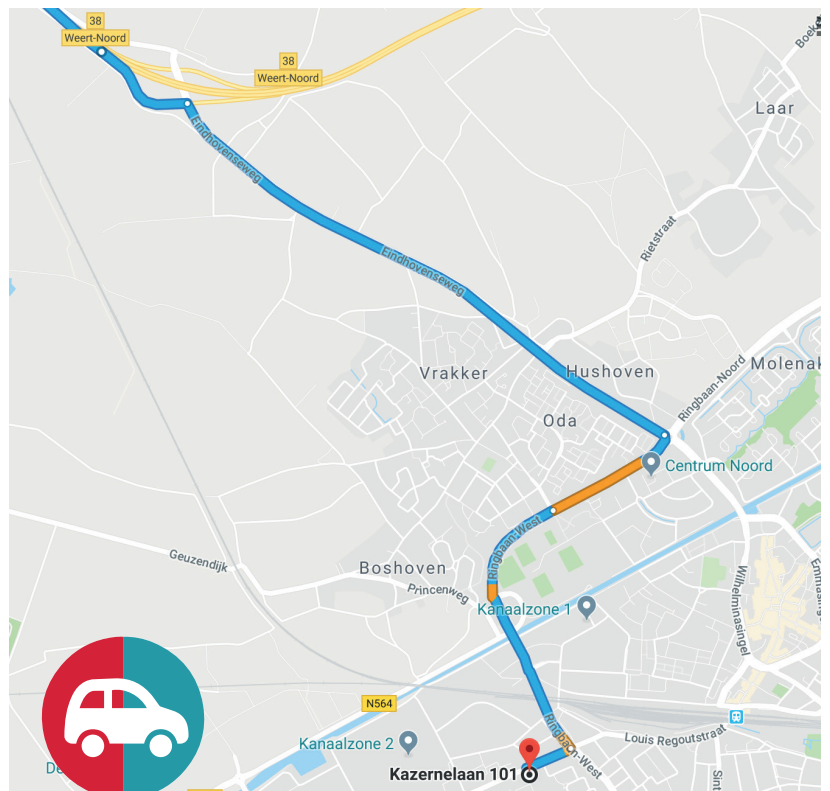 38
Weert-Noord
38
Weert-Noord
Laar
Eindhovenseweg
Rietstraat
Eindhovenseweg
Ringbaan-Noord
Vrakker
Hushoven
Oda
Centrum Noord
Ringbaan-West
Geuzendijk
Boshoven
Princenweg
Kanaalzone 1
Wilhelminasingel
N564
Kanaalzone 2
Ringbaan-West
Louis Regoutstraat
Kazernelaan 101